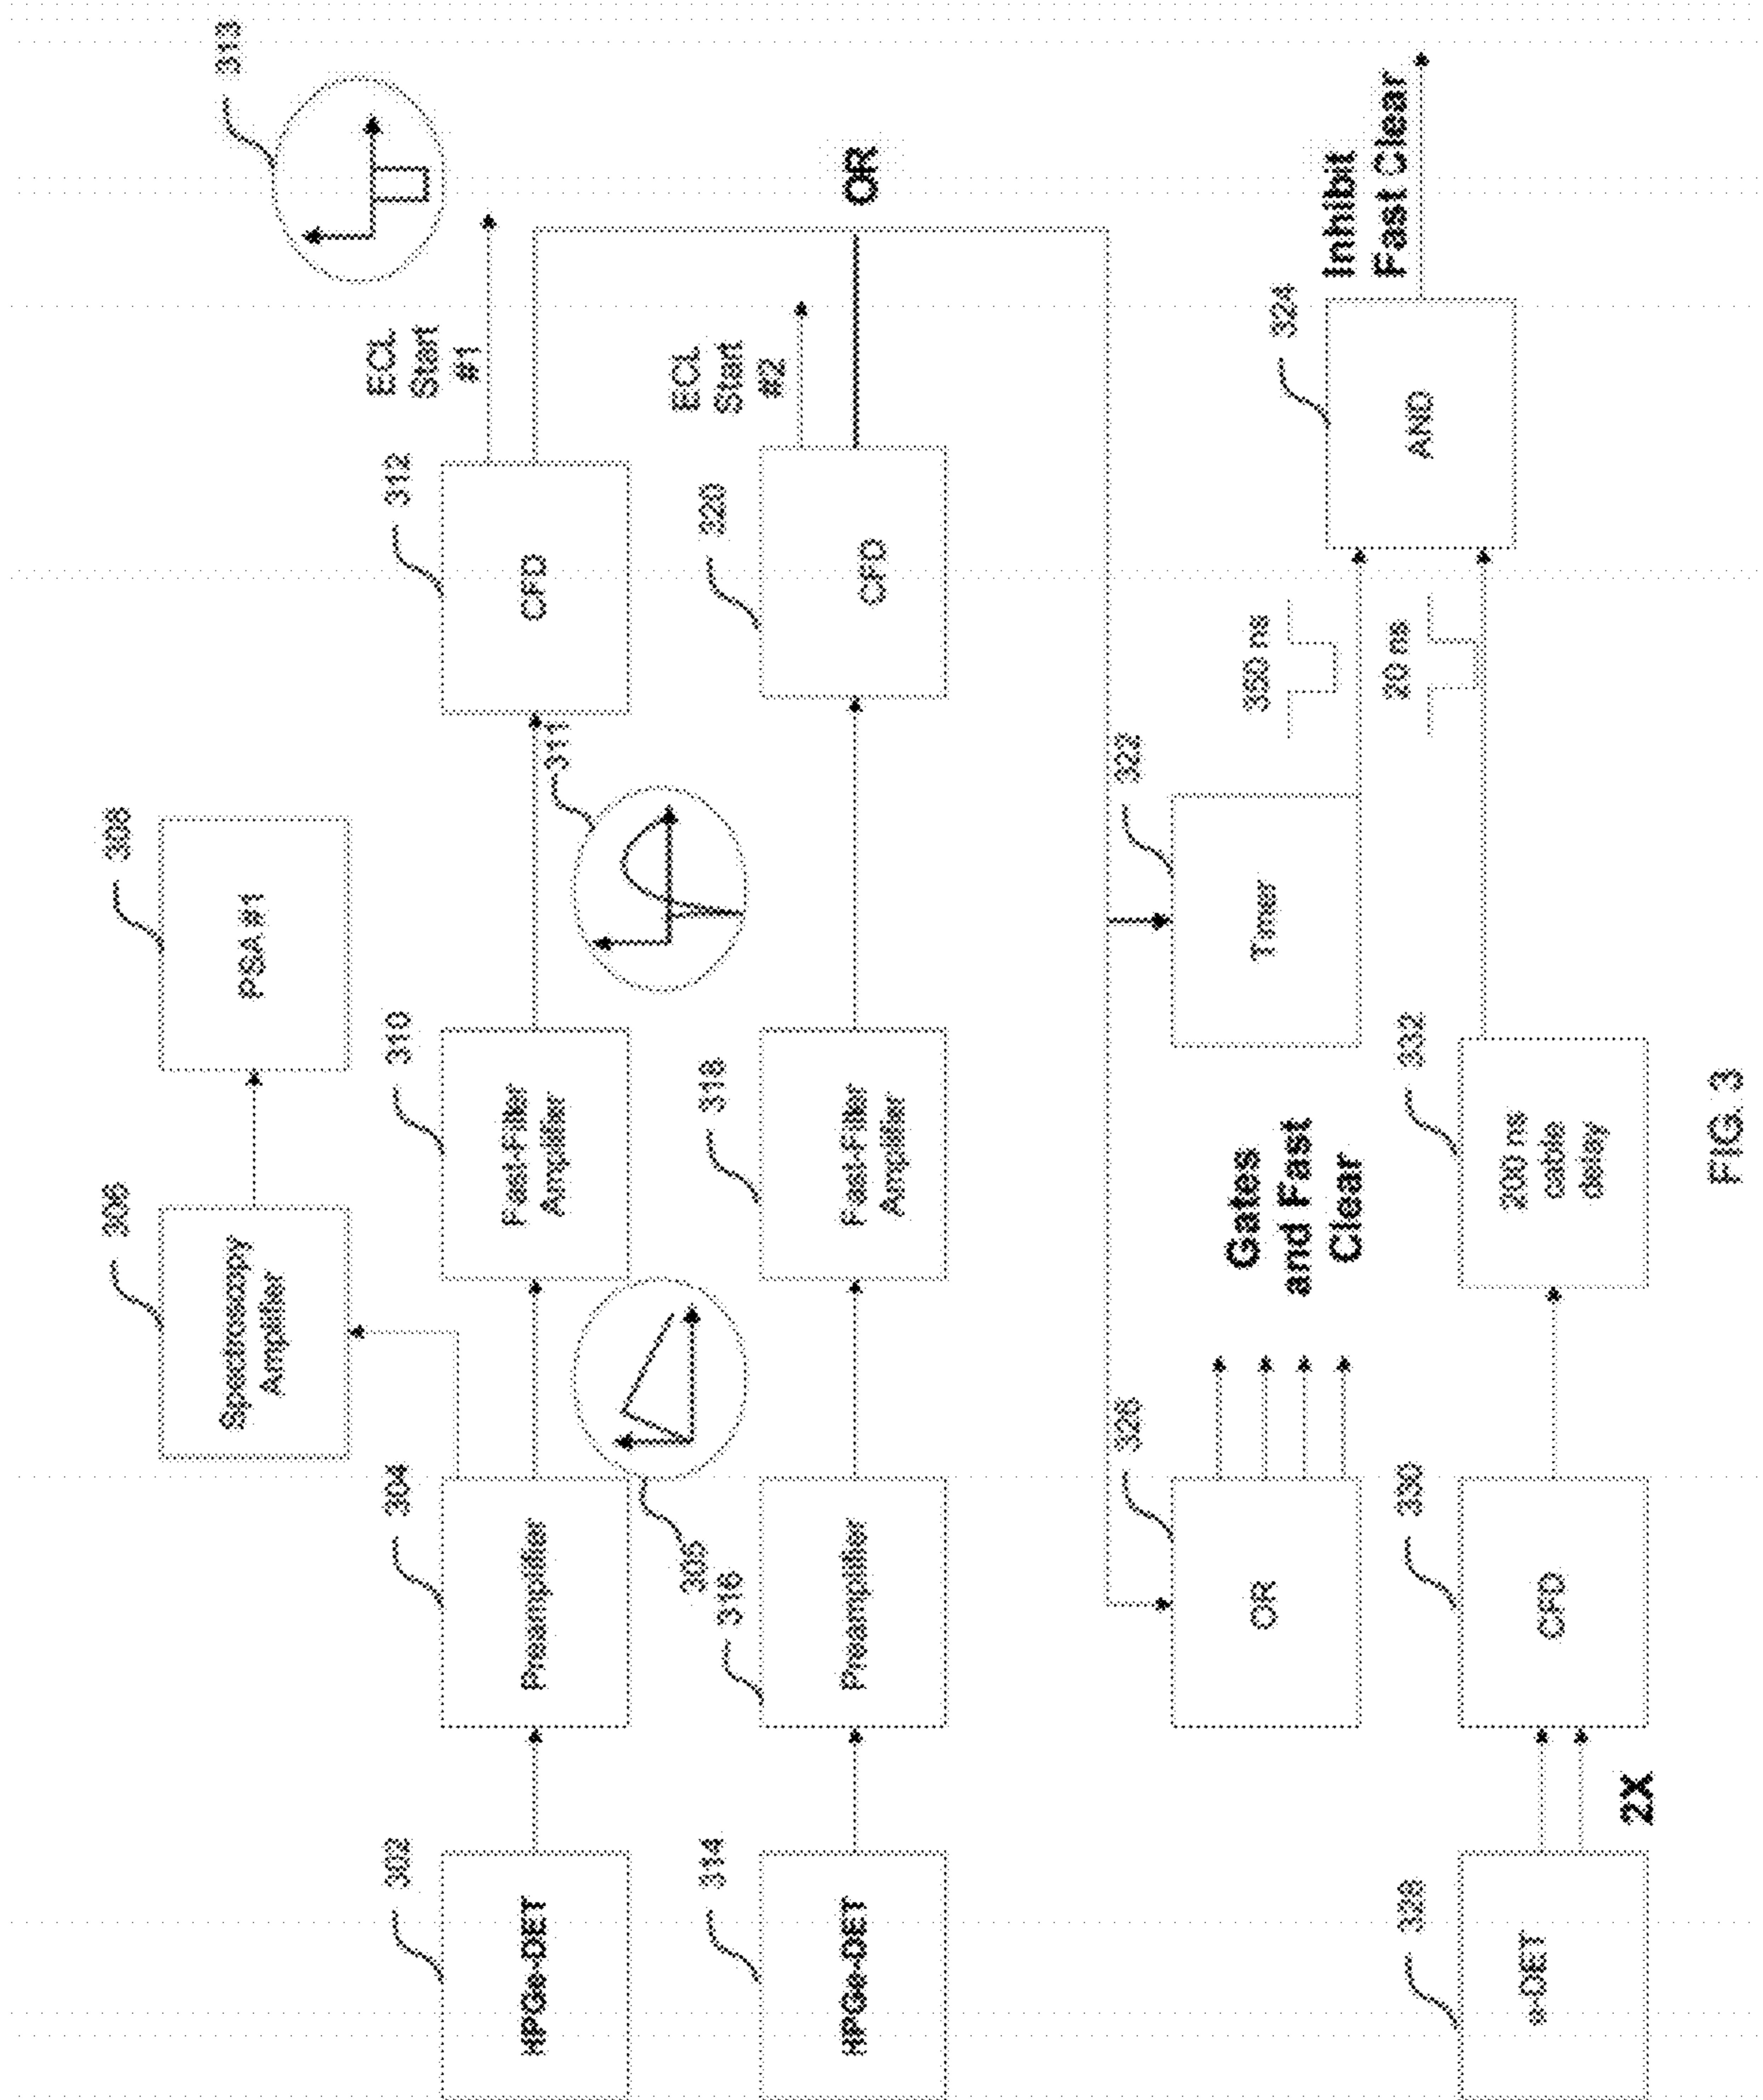 306
Spectroscopy
Amplifier
308
PSA #1
302
HPGe-DET
304
Preamplifier
305
310
Fast-Filter
Amplifier
311
312
CFD
ECL
Start
#1
313
314
HPGe-DET
316
Preamplifier
318
Fast-Filter
Amplifier
320
CFD
ECL
Start
#2
OR
326
OR
Gates
and Fast
Clear
322
Timer
350 ns
20 ns
324
AND
Inhibit
Fast Clear
328
e-DET
2X
330
CFD
332
200 ns
cable
delay
FIG. 3